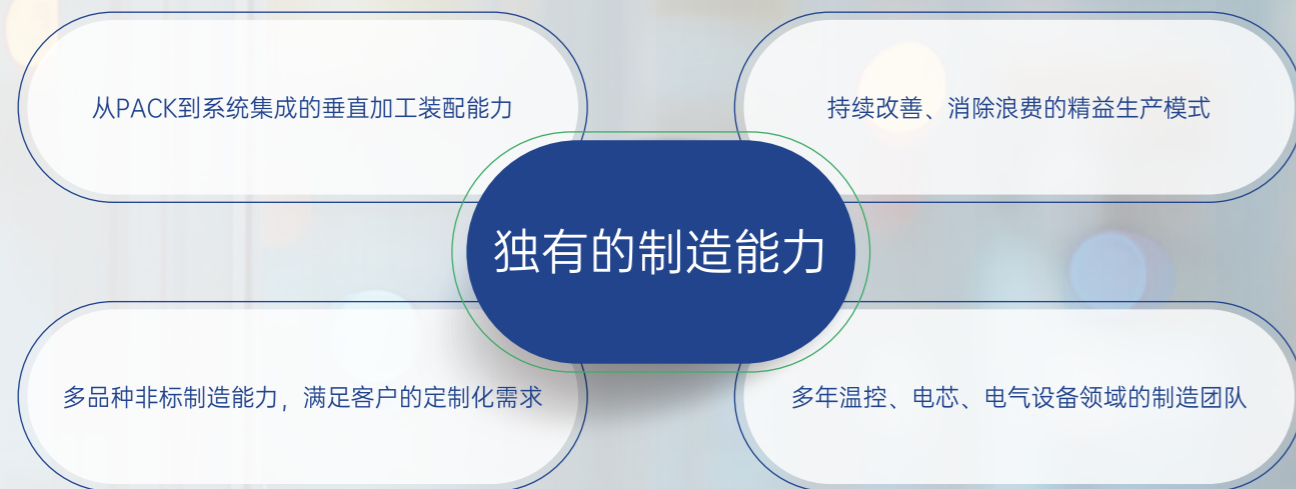 从PACK到系统集成的垂直加工装配能力
持续改善、消除浪费的精益生产模式
独有的制造能力
多品种非标制造能力，满足客户的定制化需求
多年温控、电芯、电气设备领域的制造团队